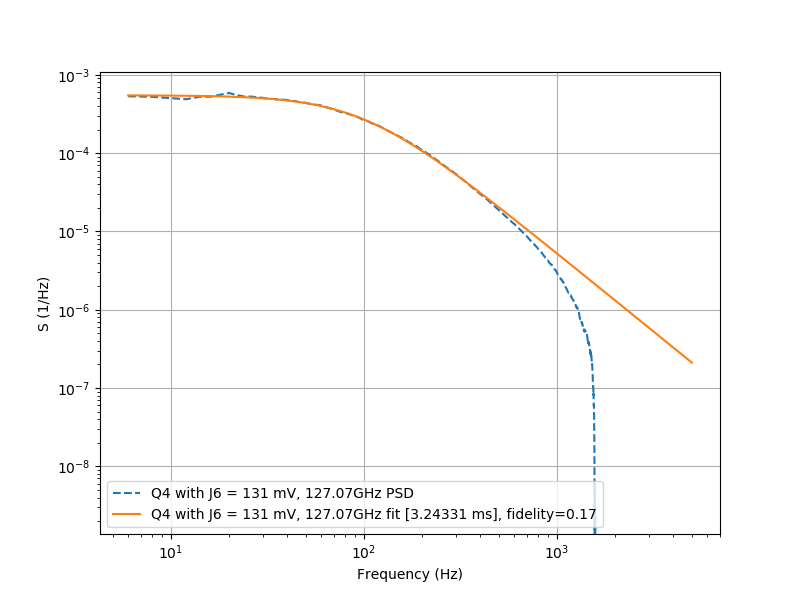 10⁻³
10⁻⁴
10⁻⁵
10⁻⁶
10⁻⁷
10⁻⁸
S (1/Hz)
Q4 with J6 = 131 mV, 127.07GHz PSD
Q4 with J6 = 131 mV, 127.07GHz fit [3.24331 ms], fidelity=0.17
10¹ 10² 10³
Frequency (Hz)